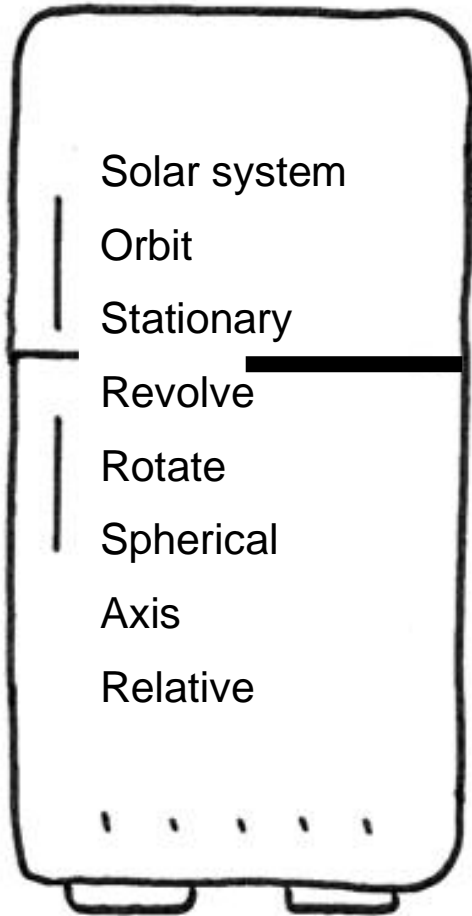 Solar system
Orbit
Stationary
Revolve
Rotate
Spherical
Axis
Relative